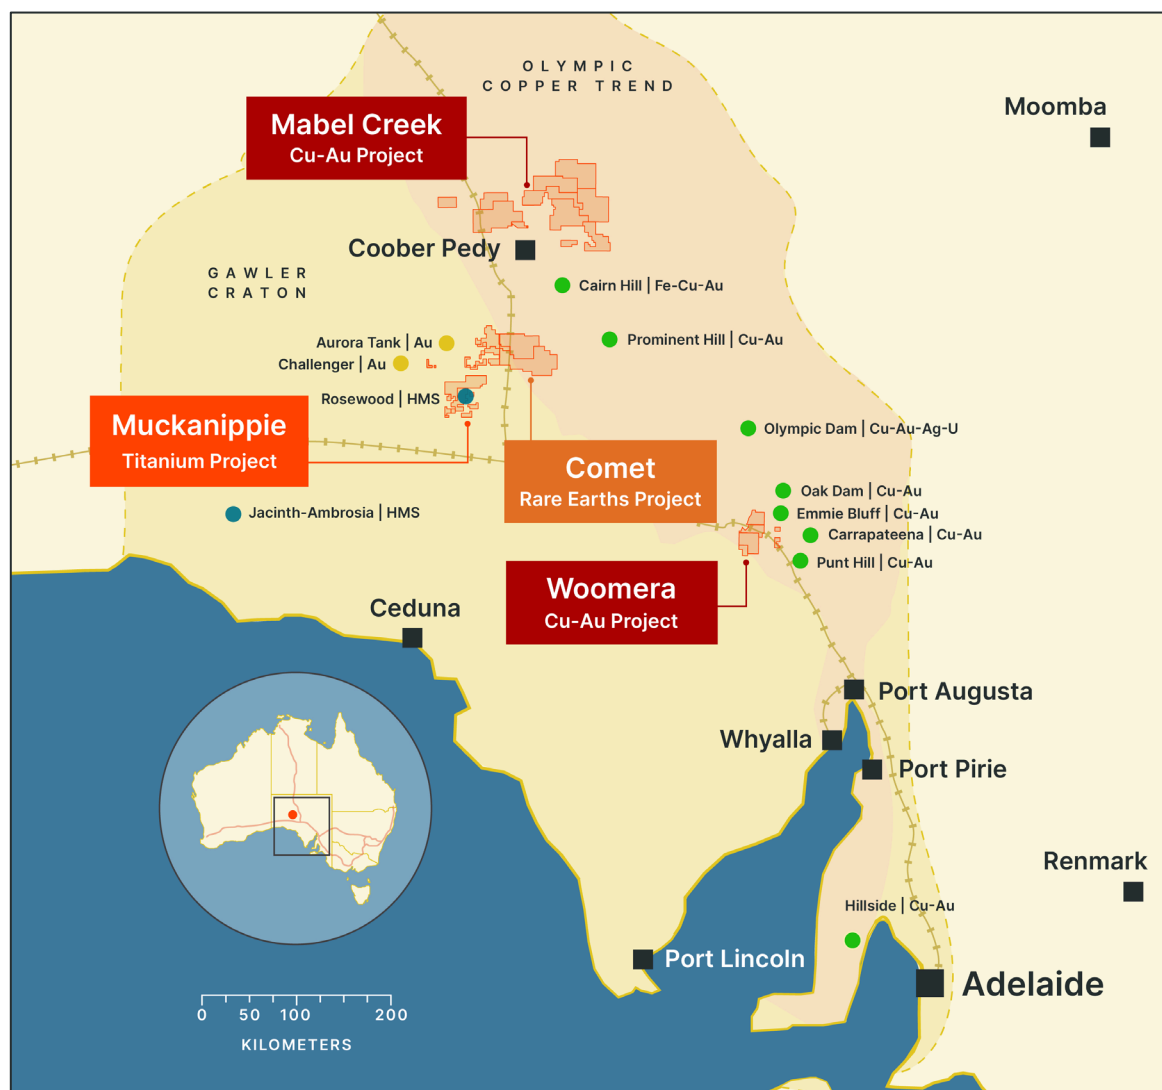 OLYMPIC
COPPER TREND
Moomba
Mabel Creek
Cu-Au Project
Coober Pedy
GAWLER
CRATON
Cairn Hill | Fe-Cu-Au
Aurora Tank | Au
Prominent Hill | Cu-Au
Challenger | Au
Rosewood | HMS
Muckanippie
Titanium Project
Olympic Dam | Cu-Au-Ag-U
Comet
Rare Earths Project
Oak Dam | Cu-Au
Jacinth-Ambrosia | HMS
Emmie Bluff | Cu-Au
Carrapateena | Cu-Au
Punt Hill | Cu-Au
Woomera
Cu-Au Project
Ceduna
Port Augusta
Whyalla
Port Pirie
Renmark
Hillside | Cu-Au
Port Lincoln
Adelaide
0 50 100 200
KILOMETERS